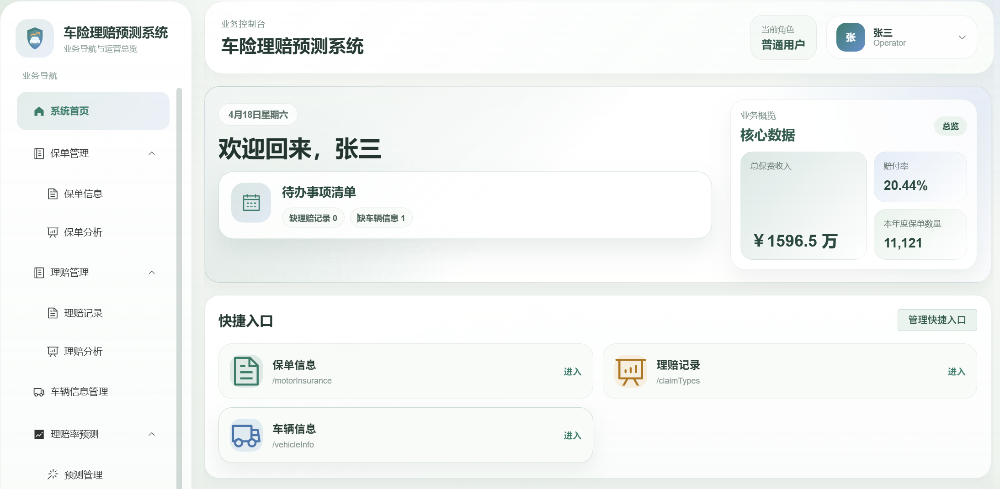 车险理赔预测系统
业务导航与运营总览
业务导航
系统首页
保单管理
保单信息
保单分析
理赔管理
理赔记录
理赔分析
车辆信息管理
理赔率预测
预测管理
业务控制台
车险理赔预测系统
当前角色
普通用户
张
张三
Operator
4月18日星期六
欢迎回来，张三
待办事项清单
缺理赔记录 0
缺车辆信息 1
业务概览
核心数据
总览
总保费收入
¥ 1596.5 万
赔付率
20.44%
本年度保单数量
11,121
快捷入口
管理快捷入口
保单信息
/motorInsurance
进入
理赔记录
/claimTypes
进入
车辆信息
/vehicleInfo
进入